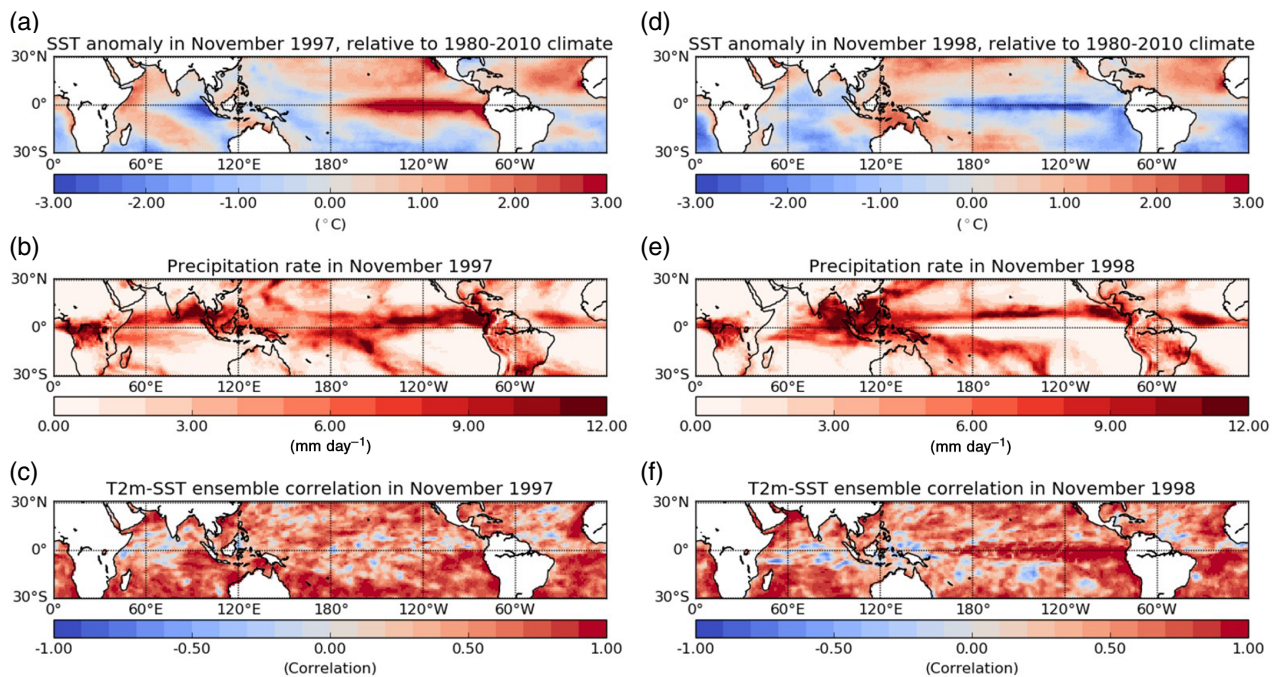 (a)
SST anomaly in November 1997, relative to 1980-2010 climate
30°N
0°
30°S
0° 60°E 120°E 180° 120°W 60°W
-3.00 -2.00 -1.00 0.00 1.00 2.00 3.00
(°C)
(b)
Precipitation rate in November 1997
30°N
0°
30°S
0° 60°E 120°E 180° 120°W 60°W
0.00 3.00 6.00 9.00 12.00
(mm day⁻¹)
(c)
T2m-SST ensemble correlation in November 1997
30°N
0°
30°S
0° 60°E 120°E 180° 120°W 60°W
-1.00 -0.50 0.00 0.50 1.00
(Correlation)
(d)
SST anomaly in November 1998, relative to 1980-2010 climate
30°N
0°
30°S
0° 60°E 120°E 180° 120°W 60°W
-3.00 -2.00 -1.00 0.00 1.00 2.00 3.00
(°C)
(e)
Precipitation rate in November 1998
30°N
0°
30°S
0° 60°E 120°E 180° 120°W 60°W
0.00 3.00 6.00 9.00 12.00
(mm day⁻¹)
(f)
T2m-SST ensemble correlation in November 1998
30°N
0°
30°S
0° 60°E 120°E 180° 120°W 60°W
-1.00 -0.50 0.00 0.50 1.00
(Correlation)